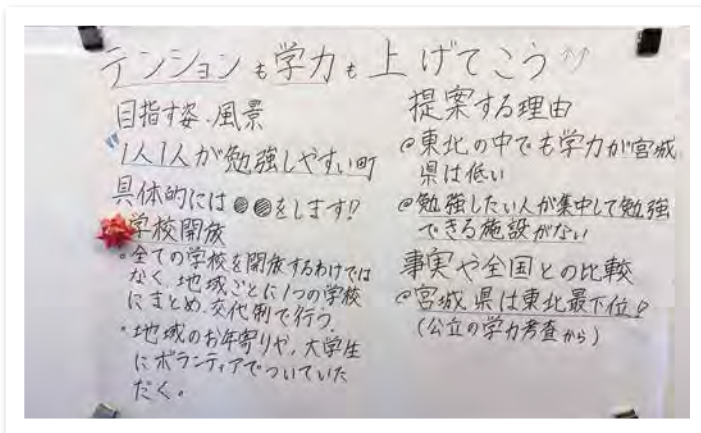 テンションも学力も上げてこう↑↑
目指す姿・風景
"1人1人が勉強しやすい町
具体的には●●をします!?
学校開放
・全ての学校を開放するわけでは
なく、地域ごとに1つの学校
にまとめ、交代制で行う。
・地域のお年寄りや、大学生
にボランティアでついていた
だく。
提案する理由
@東北の中でも学力が宮城
県は低い
@勉強したい人が集中して勉強
できる施設がない
事実や全国との比較
@宮城県は東北最下位!
(公立の学力考査から)